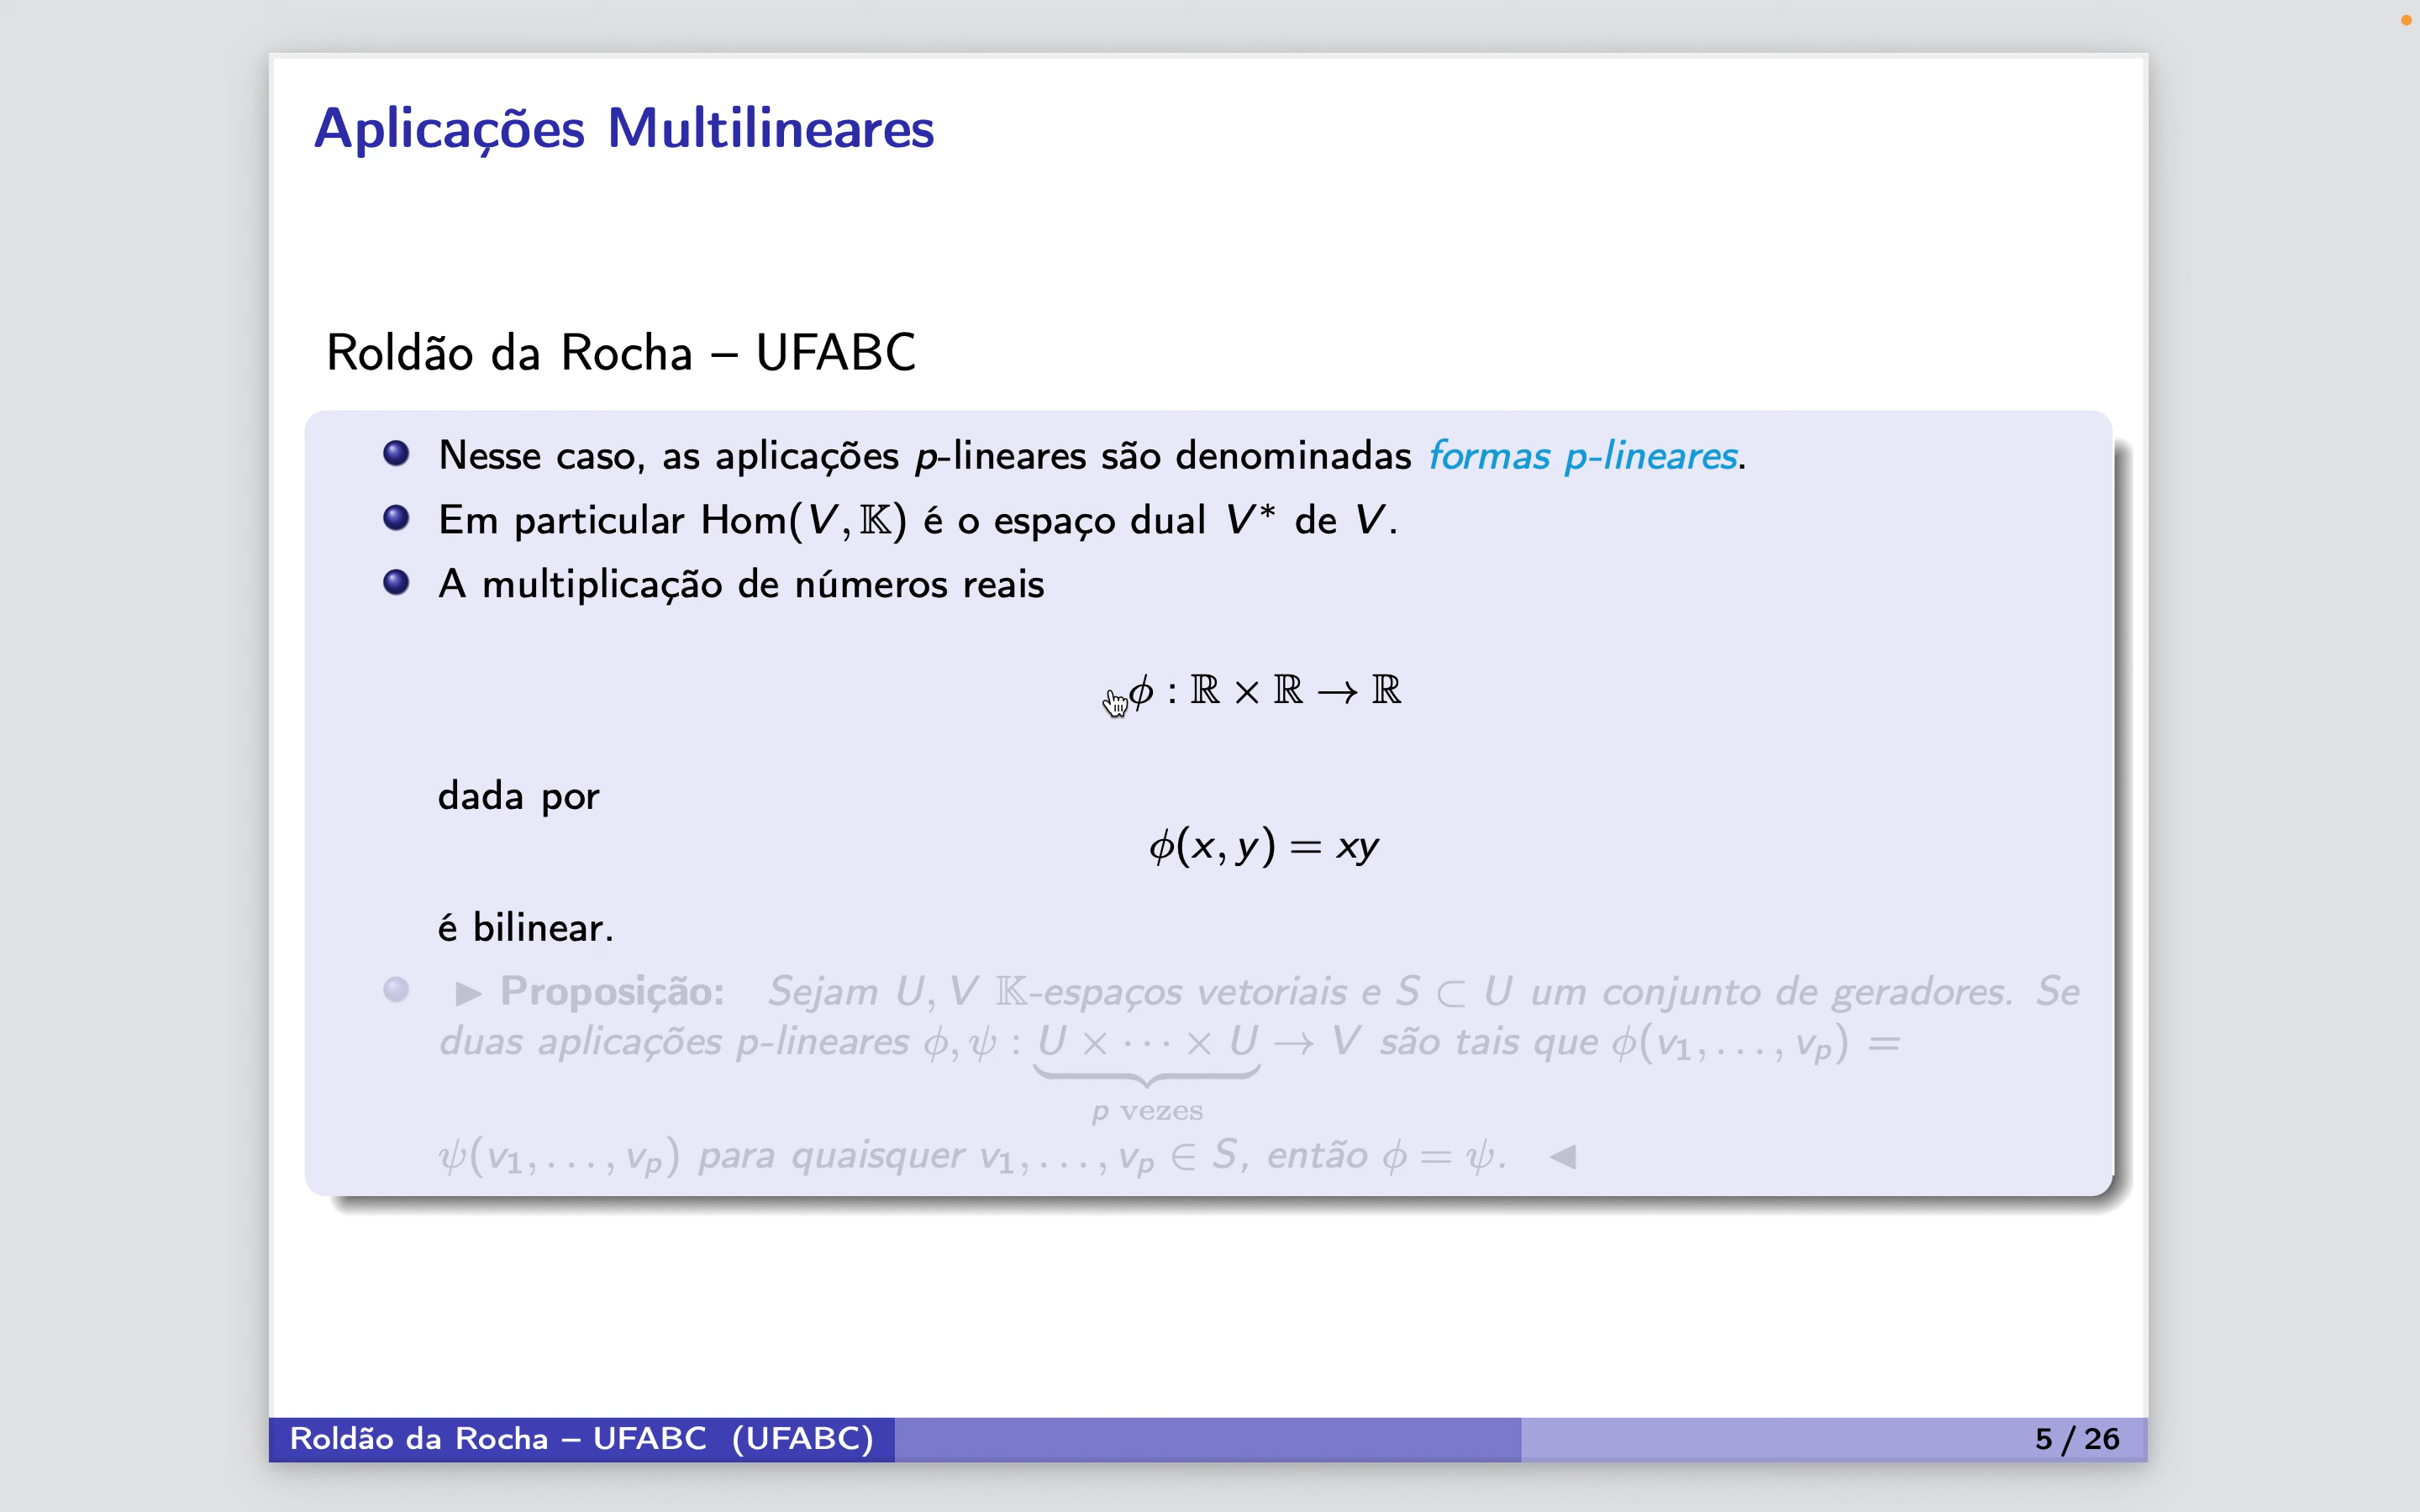 Aplicações Multilineares
Roldão da Rocha – UFABC
Nesse caso, as aplicações p-lineares são denominadas formas p-lineares.
Em particular Hom(V, 𝕂) é o espaço dual V* de V.
A multiplicação de números reais
ϕ : ℝ × ℝ → ℝ
dada por
ϕ(x, y) = xy
é bilinear.
▶ Proposição: Sejam U, V 𝕂-espaços vetoriais e S ⊂ U um conjunto de geradores. Se
duas aplicações p-lineares ϕ, ψ : U × ··· × U → V são tais que ϕ(v₁, . . . , vₚ) =
p vezes
ψ(v₁, . . . , vₚ) para quaisquer v₁, . . . , vₚ ∈ S, então ϕ = ψ. ◀
Roldão da Rocha – UFABC (UFABC) 5 / 26